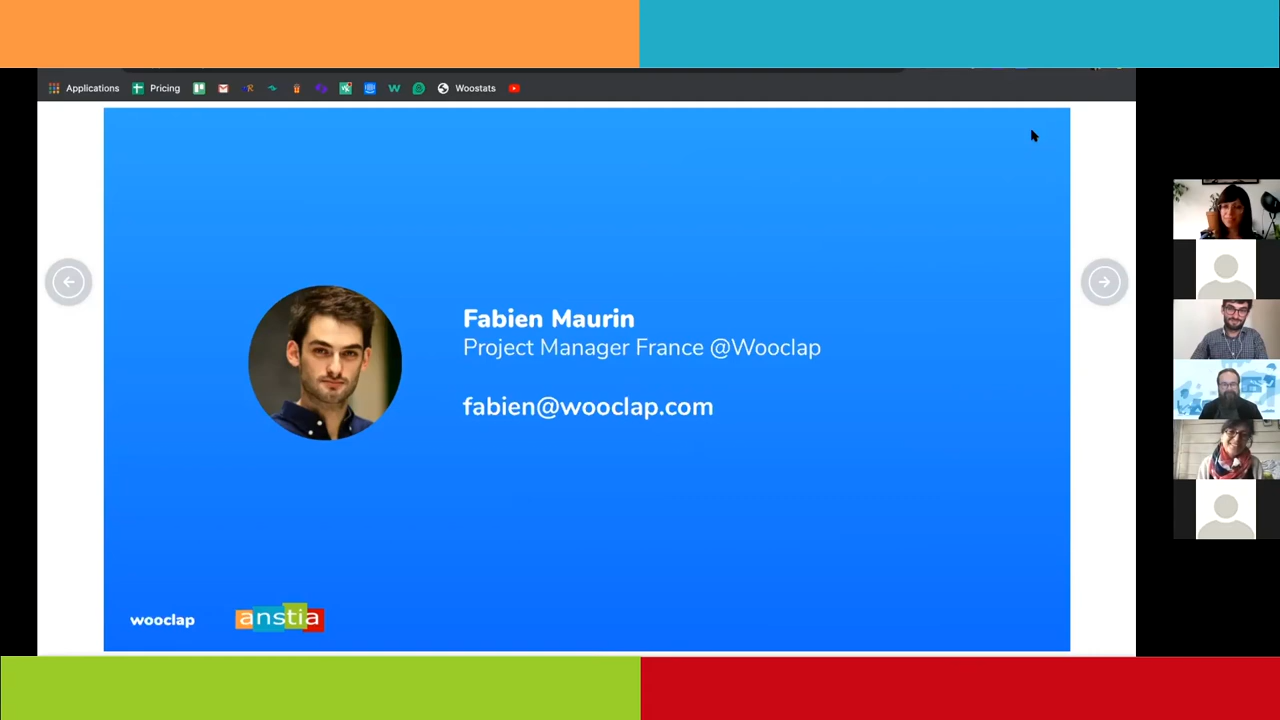 Applications
Pricing
Woostats
Fabien Maurin
Project Manager France @Wooclap
fabien@wooclap.com
wooclap
anstia